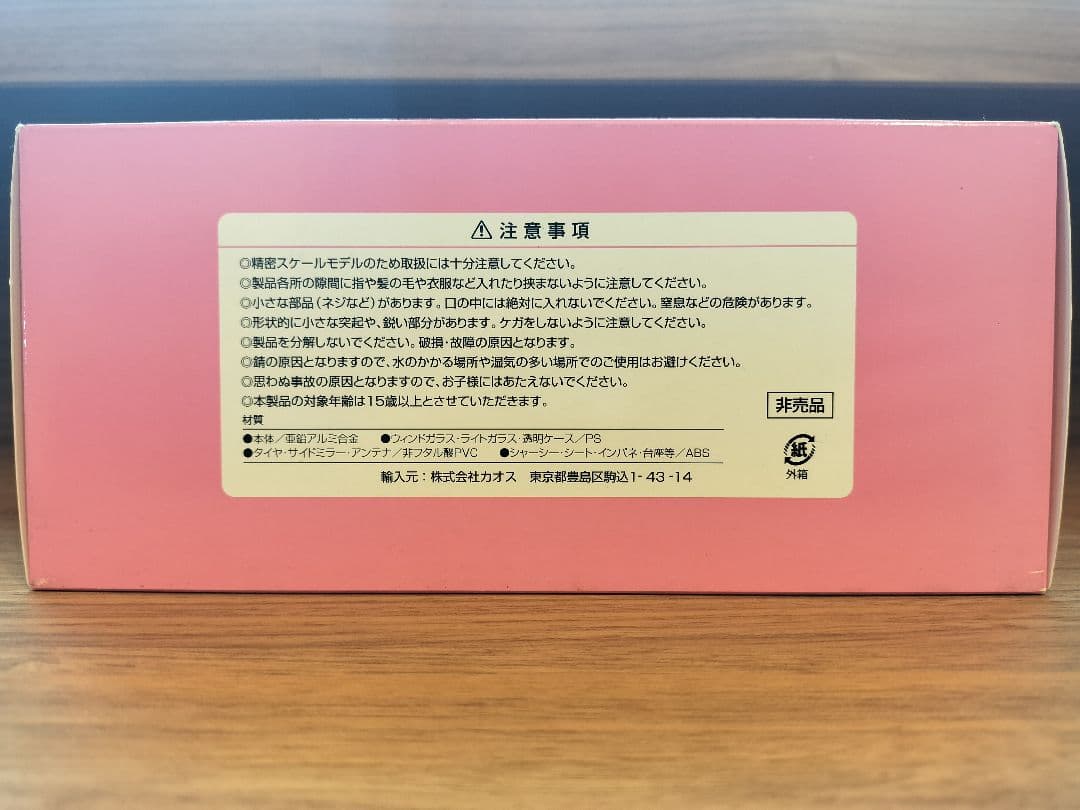 ⚠注意事項
◎精密スケールモデルのため取扱には十分注意してください。
◎製品各所の隙間に指や髪の毛や衣服など入れたり挟まないように注意してください。
◎小さな部品(ネジなど)があります。口の中には絶対に入れないでください。窒息などの危険があります。
◎形状的に小さな突起や、鋭い部分があります。ケガをしないように注意してください。
◎製品を分解しないでください。破損・故障の原因となります。
◎錆の原因となりますので、水のかかる場所や湿気の多い場所でのご使用はお避けください。
◎思わぬ事故の原因となりますので、お子様にはあたえないでください。
◎本製品の対象年齢は15歳以上とさせていただきます。
非売品
材質
●本体／亜鉛アルミ合金 ●ウィンドガラス・ライトガラス・透明ケース／PS
●タイヤ・サイドミラー・アンテナ／非フタル酸PVC ●シャーシー・シート・インパネ・台座等／ABS
紙
外箱
輸入元：株式会社カオス 東京都豊島区駒込1-43-14